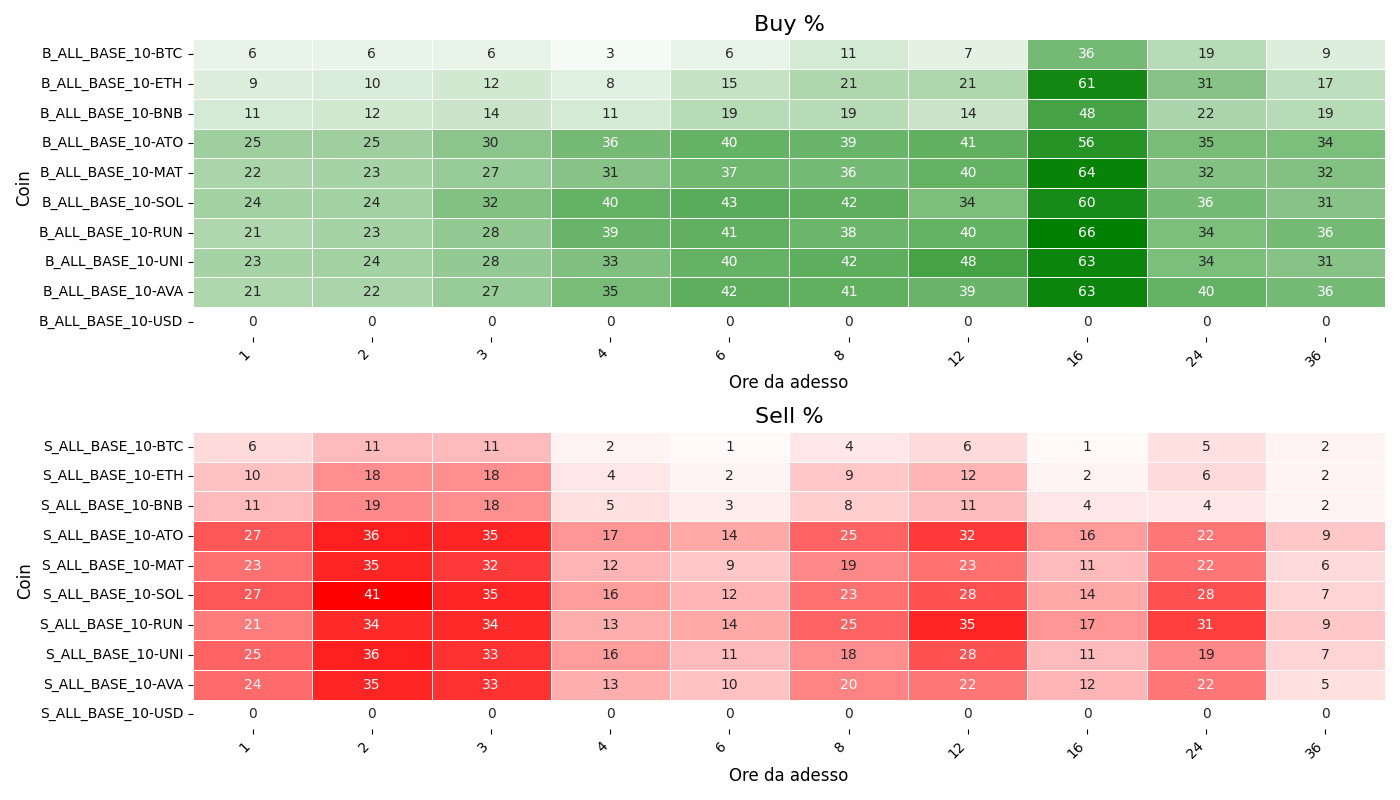 Buy %
Coin
B_ALL_BASE_10-BTC 6 6 6 3 6 11 7 36 19 9
B_ALL_BASE_10-ETH 9 10 12 8 15 21 21 61 31 17
B_ALL_BASE_10-BNB 11 12 14 11 19 19 14 48 22 19
B_ALL_BASE_10-ATO 25 25 30 36 40 39 41 56 35 34
B_ALL_BASE_10-MAT 22 23 27 31 37 36 40 64 32 32
B_ALL_BASE_10-SOL 24 24 32 40 43 42 34 60 36 31
B_ALL_BASE_10-RUN 21 23 28 39 41 38 40 66 34 36
B_ALL_BASE_10-UNI 23 24 28 33 40 42 48 63 34 31
B_ALL_BASE_10-AVA 21 22 27 35 42 41 39 63 40 36
B_ALL_BASE_10-USD 0 0 0 0 0 0 0 0 0 0
1 2 3 4 6 8 12 16 24 36
Ore da adesso
Sell %
Coin
S_ALL_BASE_10-BTC 6 11 11 2 1 4 6 1 5 2
S_ALL_BASE_10-ETH 10 18 18 4 2 9 12 2 6 2
S_ALL_BASE_10-BNB 11 19 18 5 3 8 11 4 4 2
S_ALL_BASE_10-ATO 27 36 35 17 14 25 32 16 22 9
S_ALL_BASE_10-MAT 23 35 32 12 9 19 23 11 22 6
S_ALL_BASE_10-SOL 27 41 35 16 12 23 28 14 28 7
S_ALL_BASE_10-RUN 21 34 34 13 14 25 35 17 31 9
S_ALL_BASE_10-UNI 25 36 33 16 11 18 28 11 19 7
S_ALL_BASE_10-AVA 24 35 33 13 10 20 22 12 22 5
S_ALL_BASE_10-USD 0 0 0 0 0 0 0 0 0 0
1 2 3 4 6 8 12 16 24 36
Ore da adesso